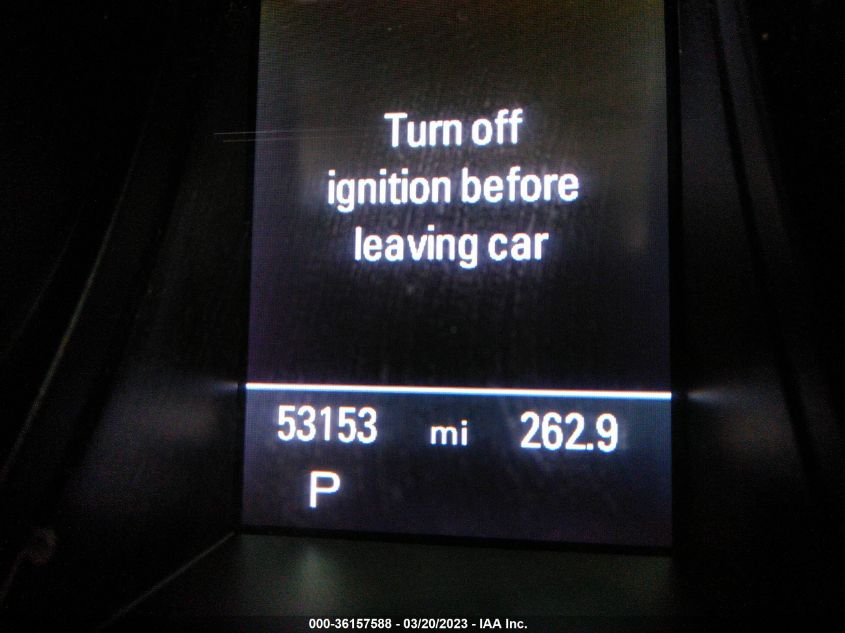 Turn off
ignition before
leaving car
53153 mi 262.9
P
000-36157588 - 03/20/2023 - IAA Inc.